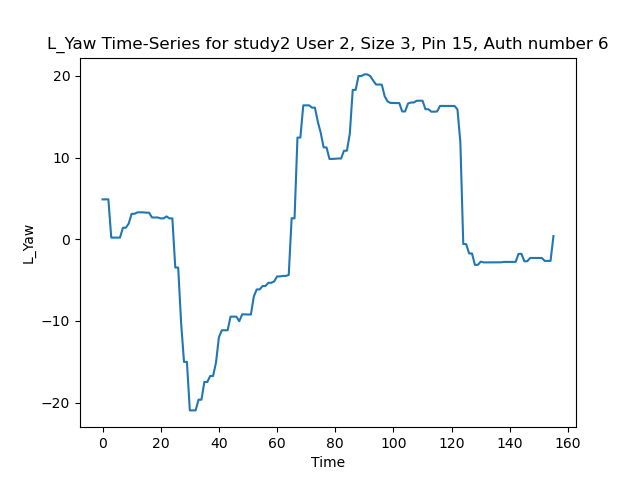 L_Yaw Time-Series for study2 User 2, Size 3, Pin 15, Auth number 6
20
10
0
−10
−20
L_Yaw
0 20 40 60 80 100 120 140 160
Time